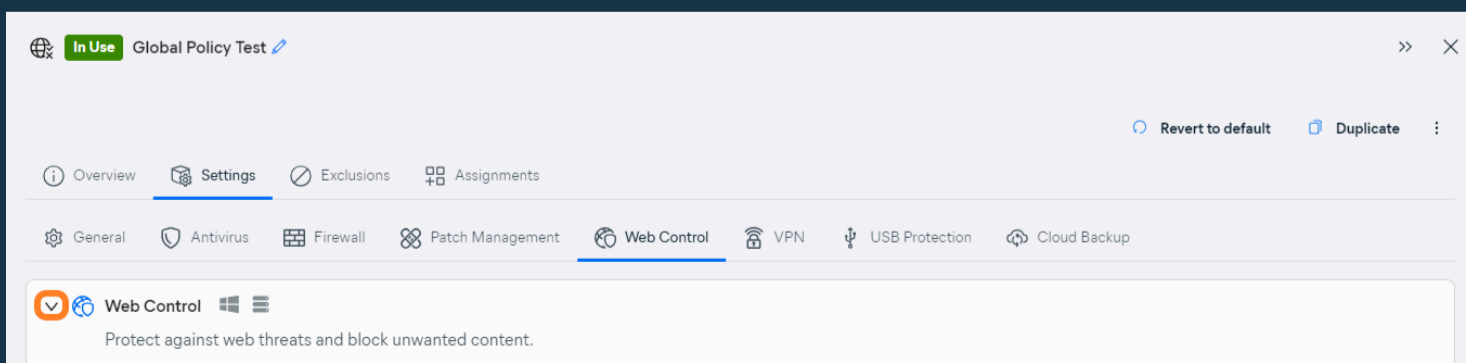 In Use Global Policy Test
Revert to default Duplicate
Overview Settings Exclusions Assignments
General Antivirus Firewall Patch Management Web Control VPN USB Protection Cloud Backup
Web Control
Protect against web threats and block unwanted content.